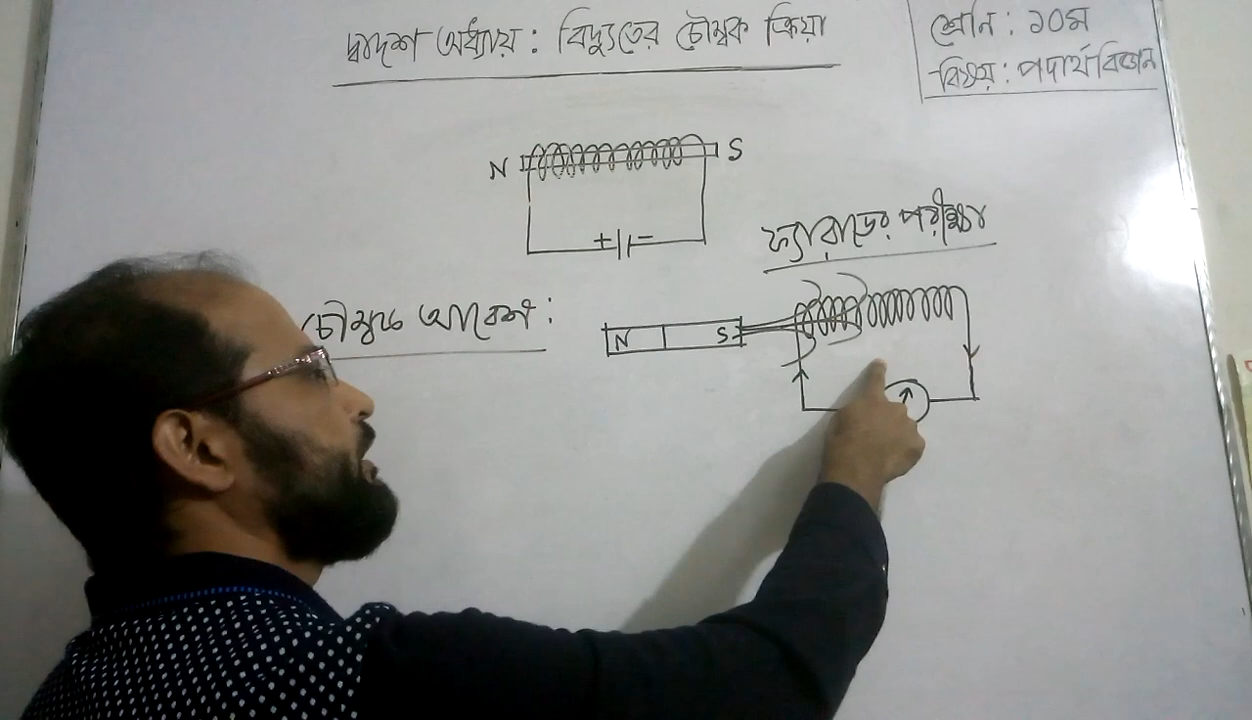 দ্বাদশ অধ্যায় : বিদ্যুতের চৌম্বক ক্রিয়া
শ্রেনি : ১০ম
বিষয় : পদার্থবিজ্ঞান
N S
+ -
ফ্যারাডের পরীক্ষা
চৌম্বক আবেশ :
N S